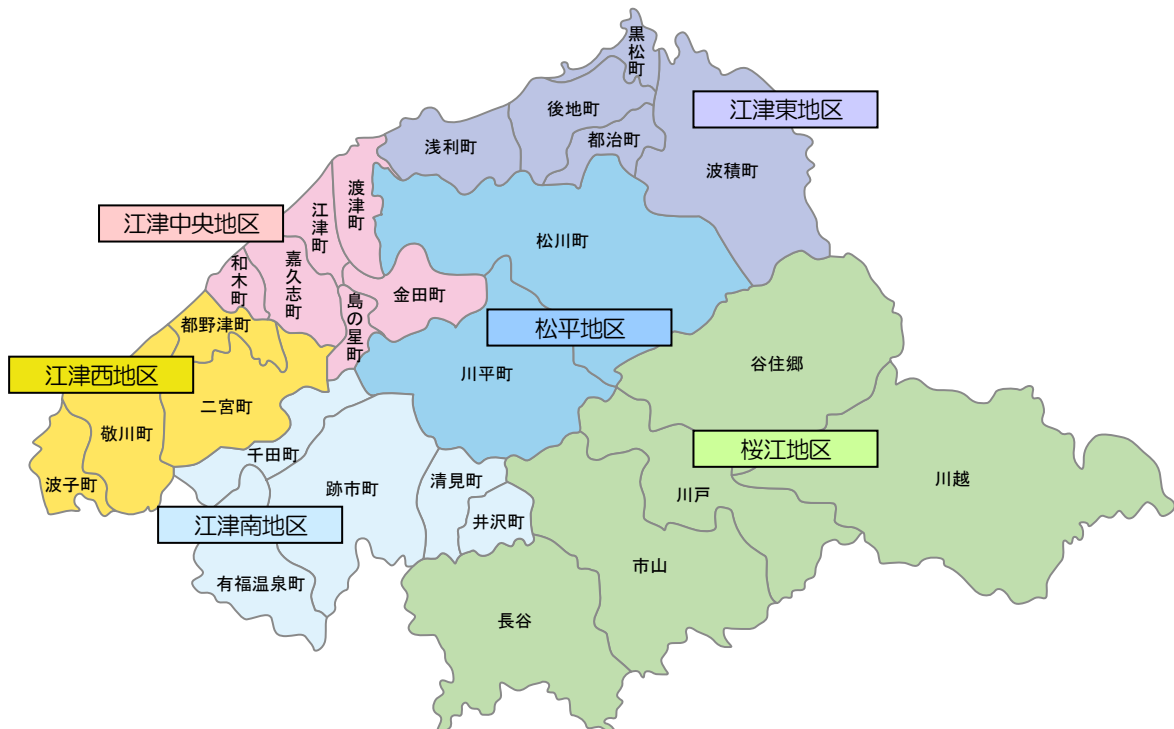 黒松町
後地町
江津東地区
都治町
浅利町
波積町
渡津町
江津町
江津中央地区
松川町
嘉久志町
和木町
金田町
島の星町
都野津町
松平地区
江津西地区
川平町
谷住郷
二宮町
敬川町
千田町
桜江地区
波子町
跡市町
清見町
川戸
川越
江津南地区
井沢町
有福温泉町
市山
長谷